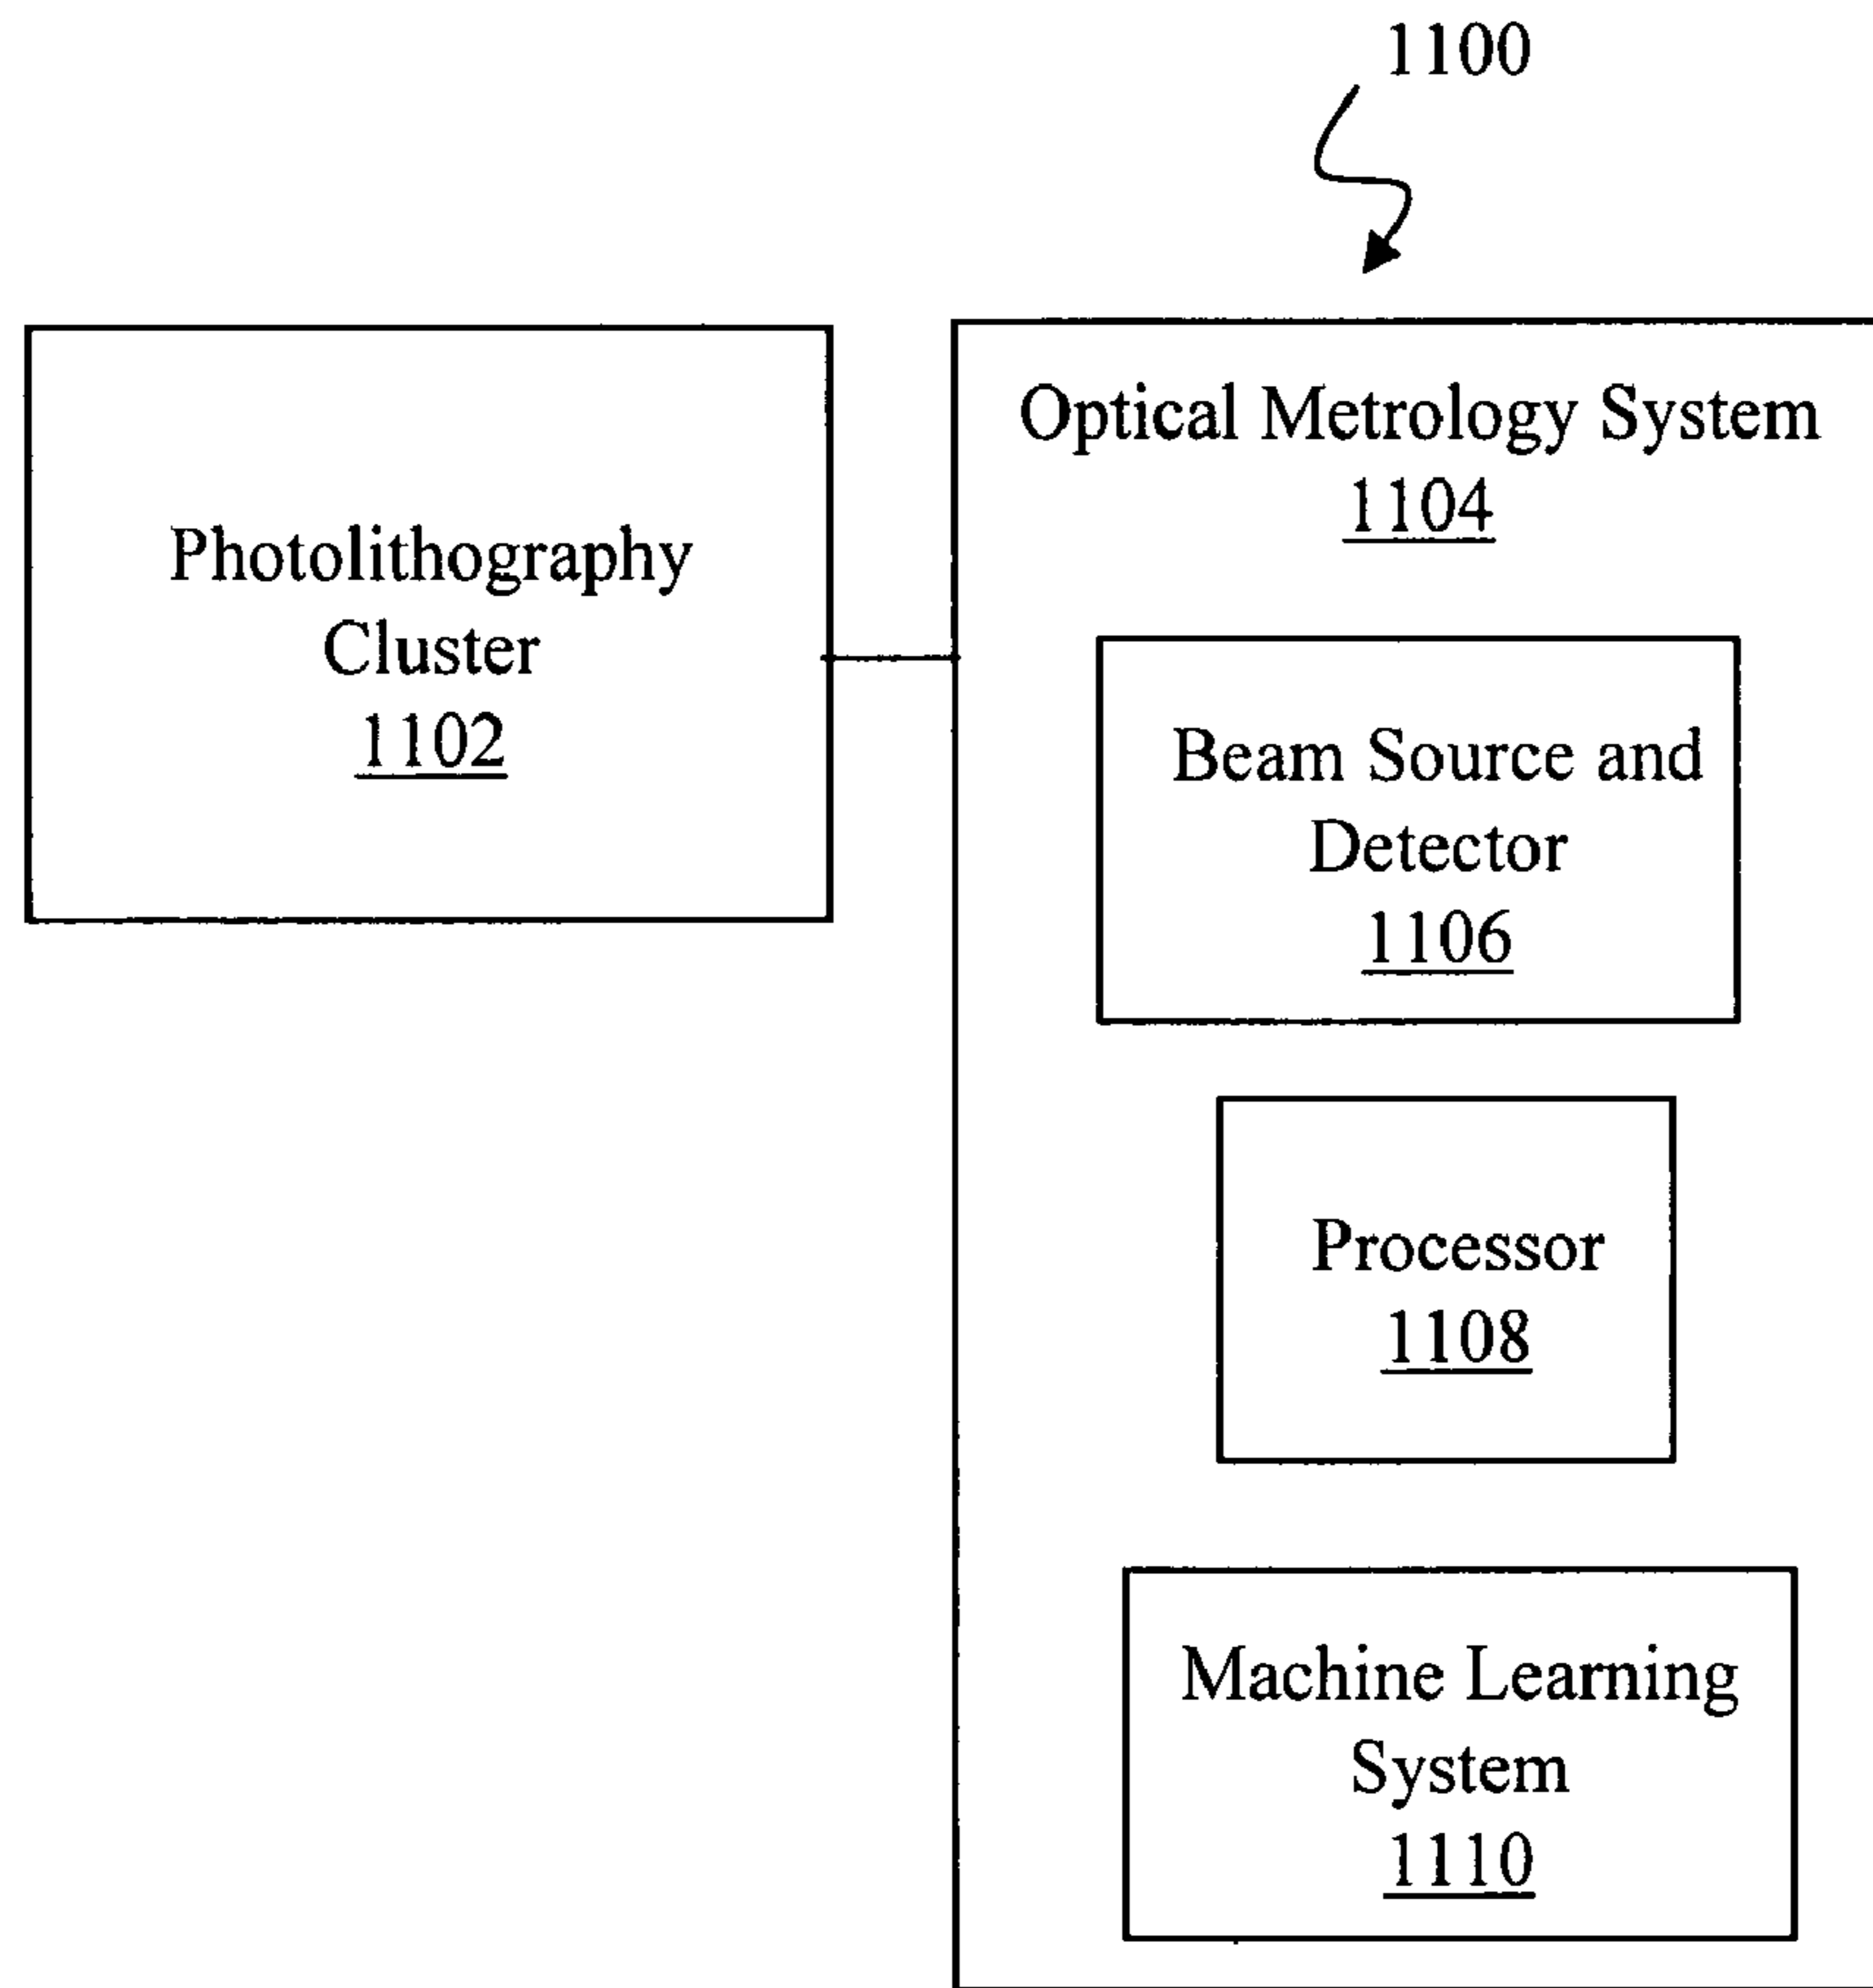 1100
Photolithography
Cluster
1102
Optical Metrology System
1104
Beam Source and
Detector
1106
Processor
1108
Machine Learning
System
1110